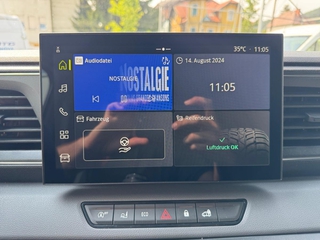 35°C 11:05
Audiodatei
14. August 2024
NOSTALGIE
NOSTALGIE
11:05
Fahrzeug
Reifendruck
Luftdruck OK